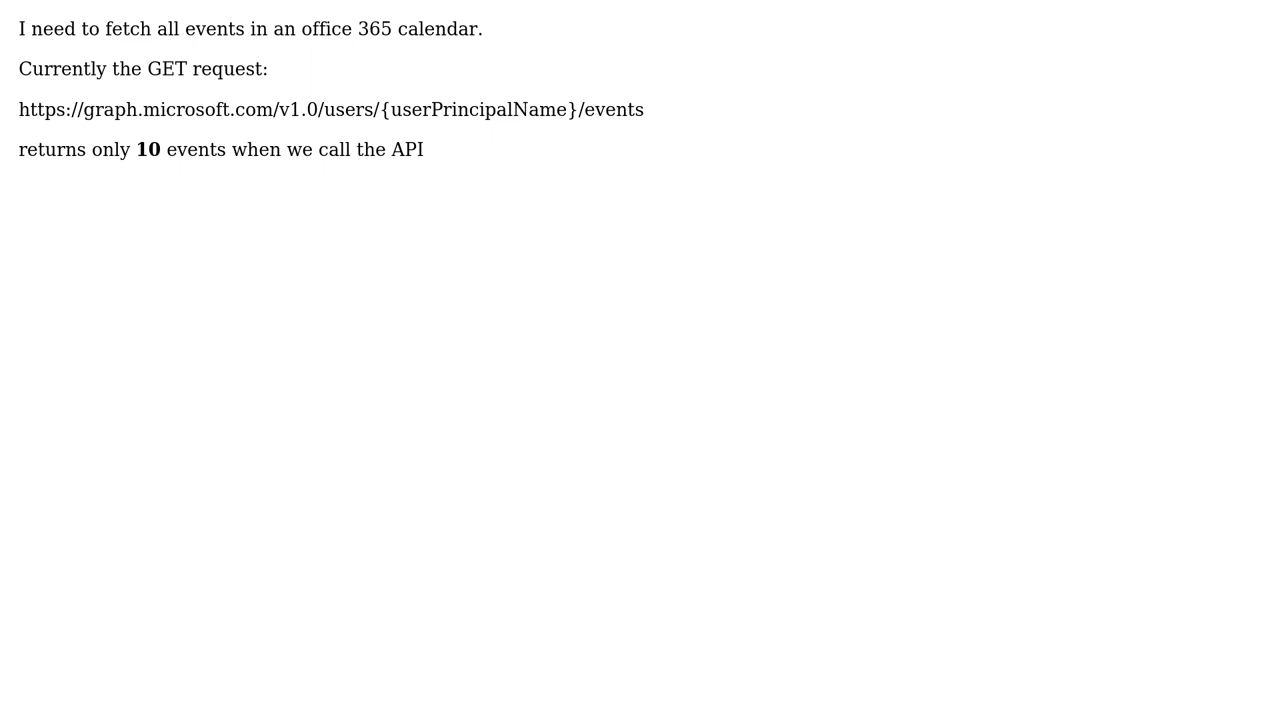 I need to fetch all events in an office 365 calendar.
Currently the GET request:
https://graph.microsoft.com/v1.0/users/{userPrincipalName}/events
returns only 10 events when we call the API